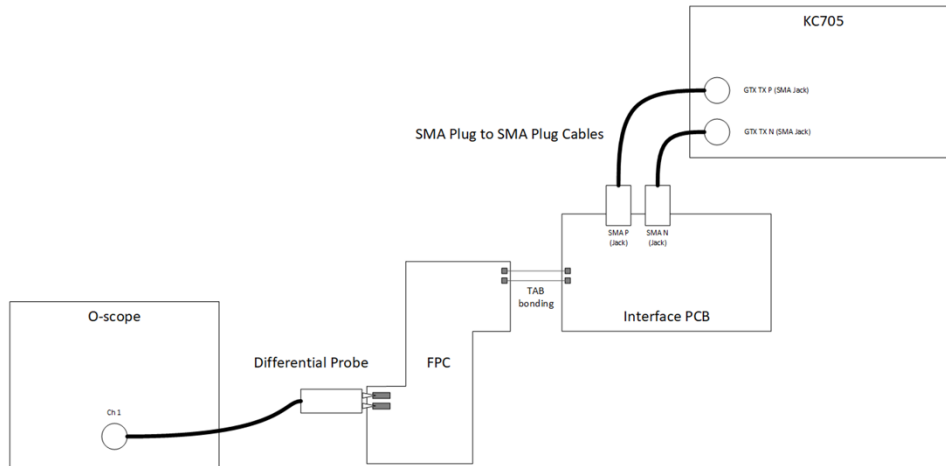 KC705
GTX TX P (SMA Jack)
GTX TX N (SMA Jack)
SMA Plug to SMA Plug Cables
SMA P
(Jack)
SMA N
(Jack)
TAB
bonding
Interface PCB
O-scope
Differential Probe
FPC
Ch 1